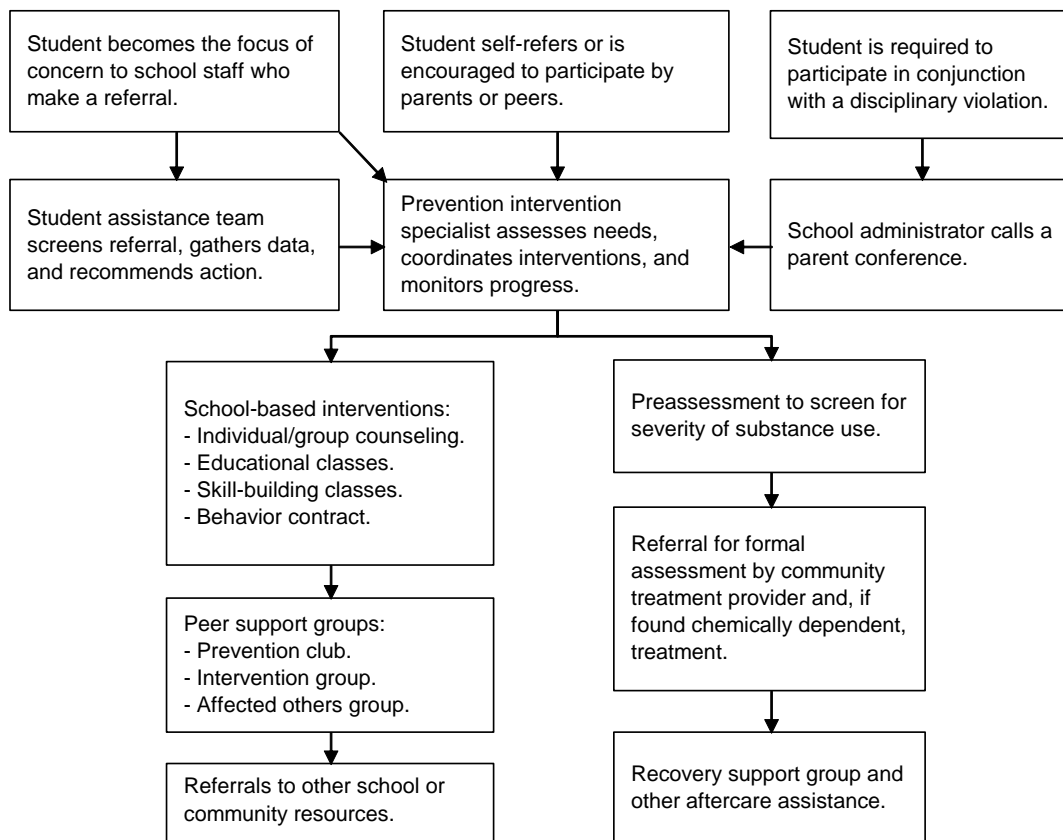 Student becomes the focus of
concern to school staff who
make a referral.
Student self-refers or is
encouraged to participate by
parents or peers.
Student is required to
participate in conjunction
with a disciplinary violation.
Student assistance team
screens referral, gathers data,
and recommends action.
Prevention intervention
specialist assesses needs,
coordinates interventions, and
monitors progress.
School administrator calls a
parent conference.
School-based interventions:
- Individual/group counseling.
- Educational classes.
- Skill-building classes.
- Behavior contract.
Preassessment to screen for
severity of substance use.
Peer support groups:
- Prevention club.
- Intervention group.
- Affected others group.
Referral for formal
assessment by community
treatment provider and, if
found chemically dependent,
treatment.
Referrals to other school or
community resources.
Recovery support group and
other aftercare assistance.